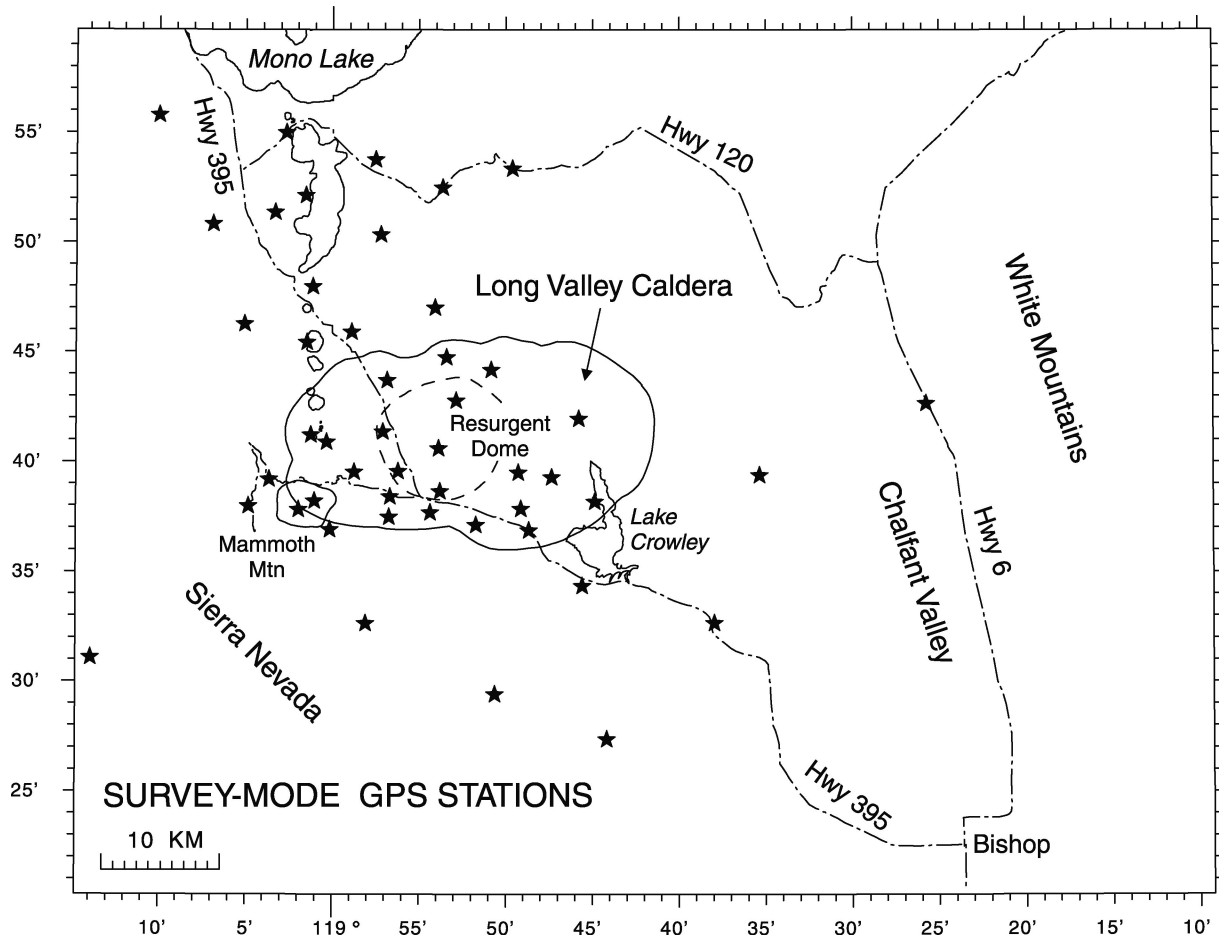 Mono Lake
Hwy 395
Hwy 120
55’
50’
Long Valley Caldera
White Mountains
45’
Resurgent
Dome
40’
Chalfant Valley
Lake
Crowley
Hwy 6
Mammoth
Mtn
35’
Sierra Nevada
30’
25’
SURVEY-MODE GPS STATIONS
Hwy 395
10 KM
Bishop
10’ 5’ 119° 55’ 50’ 45’ 40’ 35’ 30’ 25’ 20’ 15’ 10’